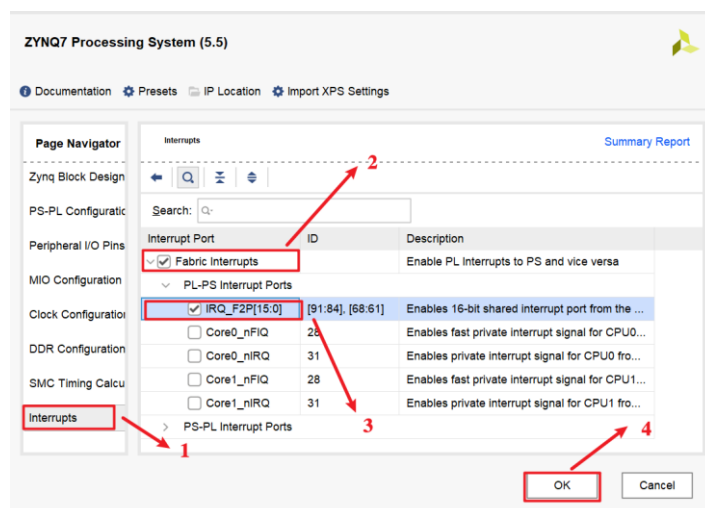 ZYNQ7 Processing System (5.5)
Documentation Presets IP Location Import XPS Settings
Page Navigator
Interrupts
Summary Report
2
Zynq Block Design
PS-PL Configuratio
Search: Q-
Peripheral I/O Pins
Interrupt Port ID Description
Fabric Interrupts Enable PL Interrupts to PS and vice versa
MIO Configuration
PL-PS Interrupt Ports
Clock Configuration
IRQ_F2P[15:0] [91:84], [68:61] Enables 16-bit shared interrupt port from the ...
Core0_nFIQ 28 Enables fast private interrupt signal for CPU0...
DDR Configuration
Core0_nIRQ 31 Enables private interrupt signal for CPU0 fro...
SMC Timing Calcu
Core1_nFIQ 28 Enables fast private interrupt signal for CPU1...
Interrupts
Core1_nIRQ 31 Enables private interrupt signal for CPU1 fro...
PS-PL Interrupt Ports
3
4
1
OK Cancel